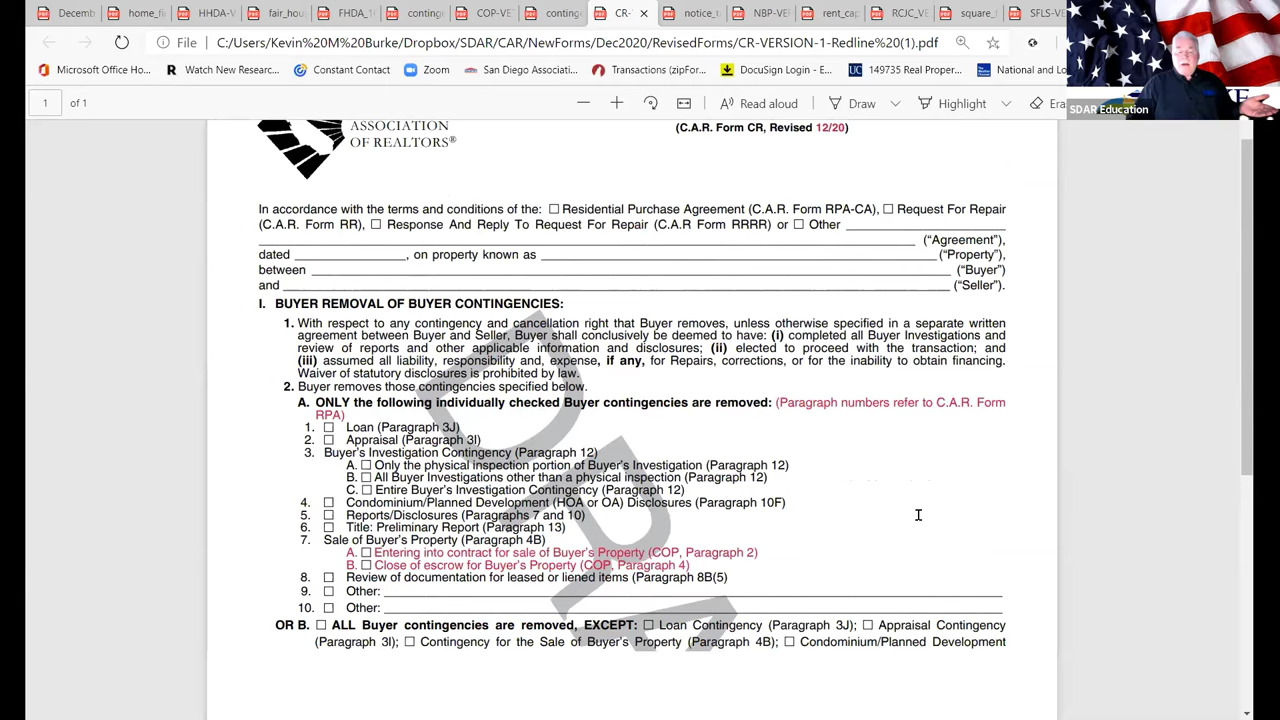 Decemb
home_fi
HHDA-V
fair_hou
FHDA_1
conting
COP-VE
conting
CR-
notice_t
NBP-VE
rent_cap
RCJC_VE
square_f
SFLS-VE
File C:/Users/Kevin%20M%20Burke/Dropbox/SDAR/CAR/NewForms/Dec2020/RevisedForms/CR-VERSION-1-Redline%20(1).pdf
Microsoft Office Ho...
Watch New Researc...
Constant Contact
Zoom
San Diego Associati...
Transactions (zipFor...
DocuSign Login - E...
149735 Real Proper...
National and Lo
1 of 1
Read aloud
Draw
Highlight
Era
SDAR Education
ASSOCIATION
OF REALTORS®
(C.A.R. Form CR, Revised 12/20)
In accordance with the terms and conditions of the: ☐ Residential Purchase Agreement (C.A.R. Form RPA-CA), ☐ Request For Repair
(C.A.R. Form RR), ☐ Response And Reply To Request For Repair (C.A.R Form RRRR) or ☐ Other
("Agreement"),
dated , on property known as ("Property"),
between ("Buyer")
and ("Seller").
I. BUYER REMOVAL OF BUYER CONTINGENCIES:
1. With respect to any contingency and cancellation right that Buyer removes, unless otherwise specified in a separate written
agreement between Buyer and Seller, Buyer shall conclusively be deemed to have: (i) completed all Buyer Investigations and
review of reports and other applicable information and disclosures; (ii) elected to proceed with the transaction; and
(iii) assumed all liability, responsibility and, expense, if any, for Repairs, corrections, or for the inability to obtain financing.
Waiver of statutory disclosures is prohibited by law.
2. Buyer removes those contingencies specified below.
A. ONLY the following individually checked Buyer contingencies are removed: (Paragraph numbers refer to C.A.R. Form
RPA)
1. ☐ Loan (Paragraph 3J)
2. ☐ Appraisal (Paragraph 3I)
3. Buyer's Investigation Contingency (Paragraph 12)
A. ☐ Only the physical inspection portion of Buyer's Investigation (Paragraph 12)
B. ☐ All Buyer Investigations other than a physical inspection (Paragraph 12)
C. ☐ Entire Buyer's Investigation Contingency (Paragraph 12)
4. ☐ Condominium/Planned Development (HOA or OA) Disclosures (Paragraph 10F)
5. ☐ Reports/Disclosures (Paragraphs 7 and 10)
6. ☐ Title: Preliminary Report (Paragraph 13)
7. Sale of Buyer's Property (Paragraph 4B)
A. ☐ Entering into contract for sale of Buyer's Property (COP, Paragraph 2)
B. ☐ Close of escrow for Buyer's Property (COP, Paragraph 4)
8. ☐ Review of documentation for leased or liened items (Paragraph 8B(5)
9. ☐ Other:
10. ☐ Other:
OR B. ☐ ALL Buyer contingencies are removed, EXCEPT: ☐ Loan Contingency (Paragraph 3J); ☐ Appraisal Contingency
(Paragraph 3I); ☐ Contingency for the Sale of Buyer's Property (Paragraph 4B); ☐ Condominium/Planned Development